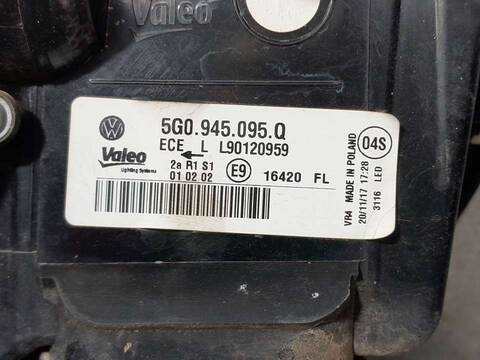 Valeo
5G0.945.095.Q
ECE L L90120959
Valeo
Lighting Systems
2a R1 S1
01 02 02
E9
16420 FL
04S
VR4 MADE IN POLAND
20/11/17 17:28
3116 LED